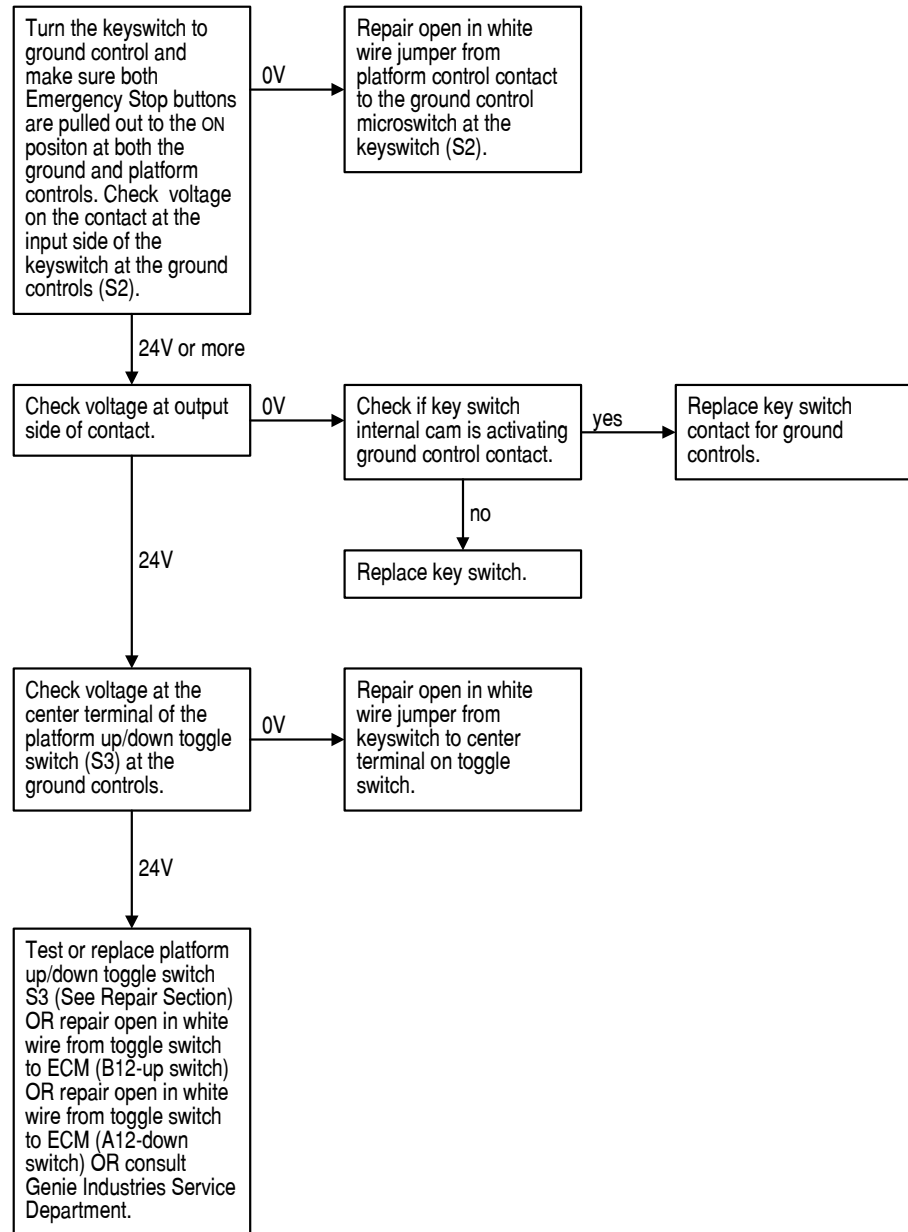 Turn the keyswitch to
ground control and
make sure both
Emergency Stop buttons
are pulled out to the ON
positon at both the
ground and platform
controls. Check  voltage
on the contact at the
input side of the
keyswitch at the ground
controls (S2).
0V
Repair open in white
wire jumper from
platform control contact
to the ground control
microswitch at the
keyswitch (S2).
24V or more
Check voltage at output
side of contact.
0V
Check if key switch
internal cam is activating
ground control contact.
yes
Replace key switch
contact for ground
controls.
no
Replace key switch.
24V
Check voltage at the
center terminal of the
platform up/down toggle
switch (S3) at the
ground controls.
0V
Repair open in white
wire jumper from
keyswitch to center
terminal on toggle
switch.
24V
Test or replace platform
up/down toggle switch
S3 (See Repair Section)
OR repair open in white
wire from toggle switch
to ECM (B12-up switch)
OR repair open in white
wire from toggle switch
to ECM (A12-down
switch) OR consult
Genie Industries Service
Department.